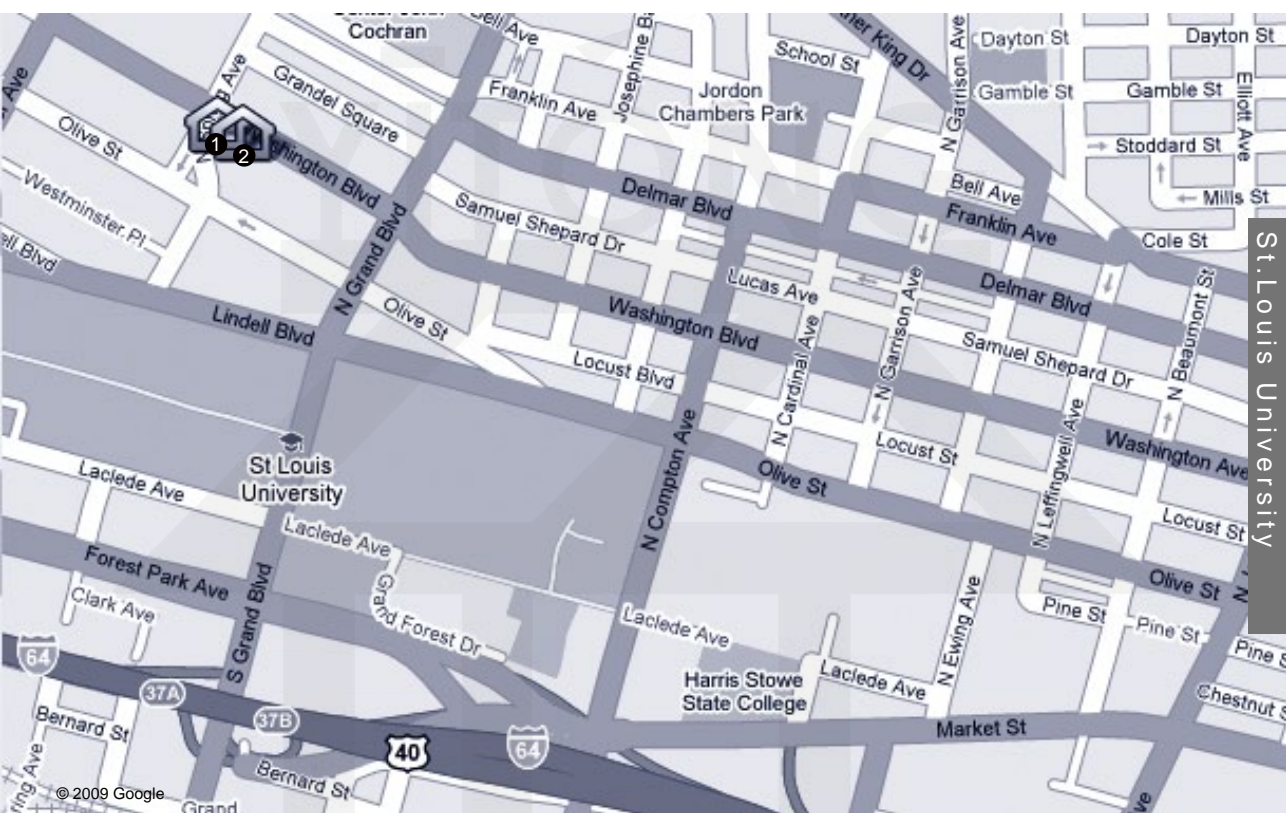 Cochran
Bell Ave
School St
Dayton St
Dayton St
N Garrison Ave
Grandel Square
Franklin Ave
Jordon
Chambers Park
Gamble St
Gamble St
Elliott Ave
Olive St
1
2
Stoddard St
Washington Blvd
Delmar Blvd
Bell Ave
Mills St
Westminster Pl
Samuel Shepard Dr
Franklin Ave
Cole St
N Grand Blvd
Lucas Ave
Delmar Blvd
St.Louis University
Lindell Blvd
Olive St
Washington Blvd
N Cardinal Ave
N Garrison Ave
Samuel Shepard Dr
N Beaumont St
Locust Blvd
N Compton Ave
Locust St
N Leffingwell Ave
Washington Ave
St Louis
University
Laclede Ave
Olive St
Locust St
Laclede Ave
Forest Park Ave
Olive St
Clark Ave
Grand Forest Dr
S Grand Blvd
Laclede Ave
N Ewing Ave
Pine St
Pine St
Pine S
64
Harris Stowe
State College
Laclede Ave
37A
37B
Chestnut S
Bernard St
40
64
Market St
Bernard St
© 2009 Google
Grand